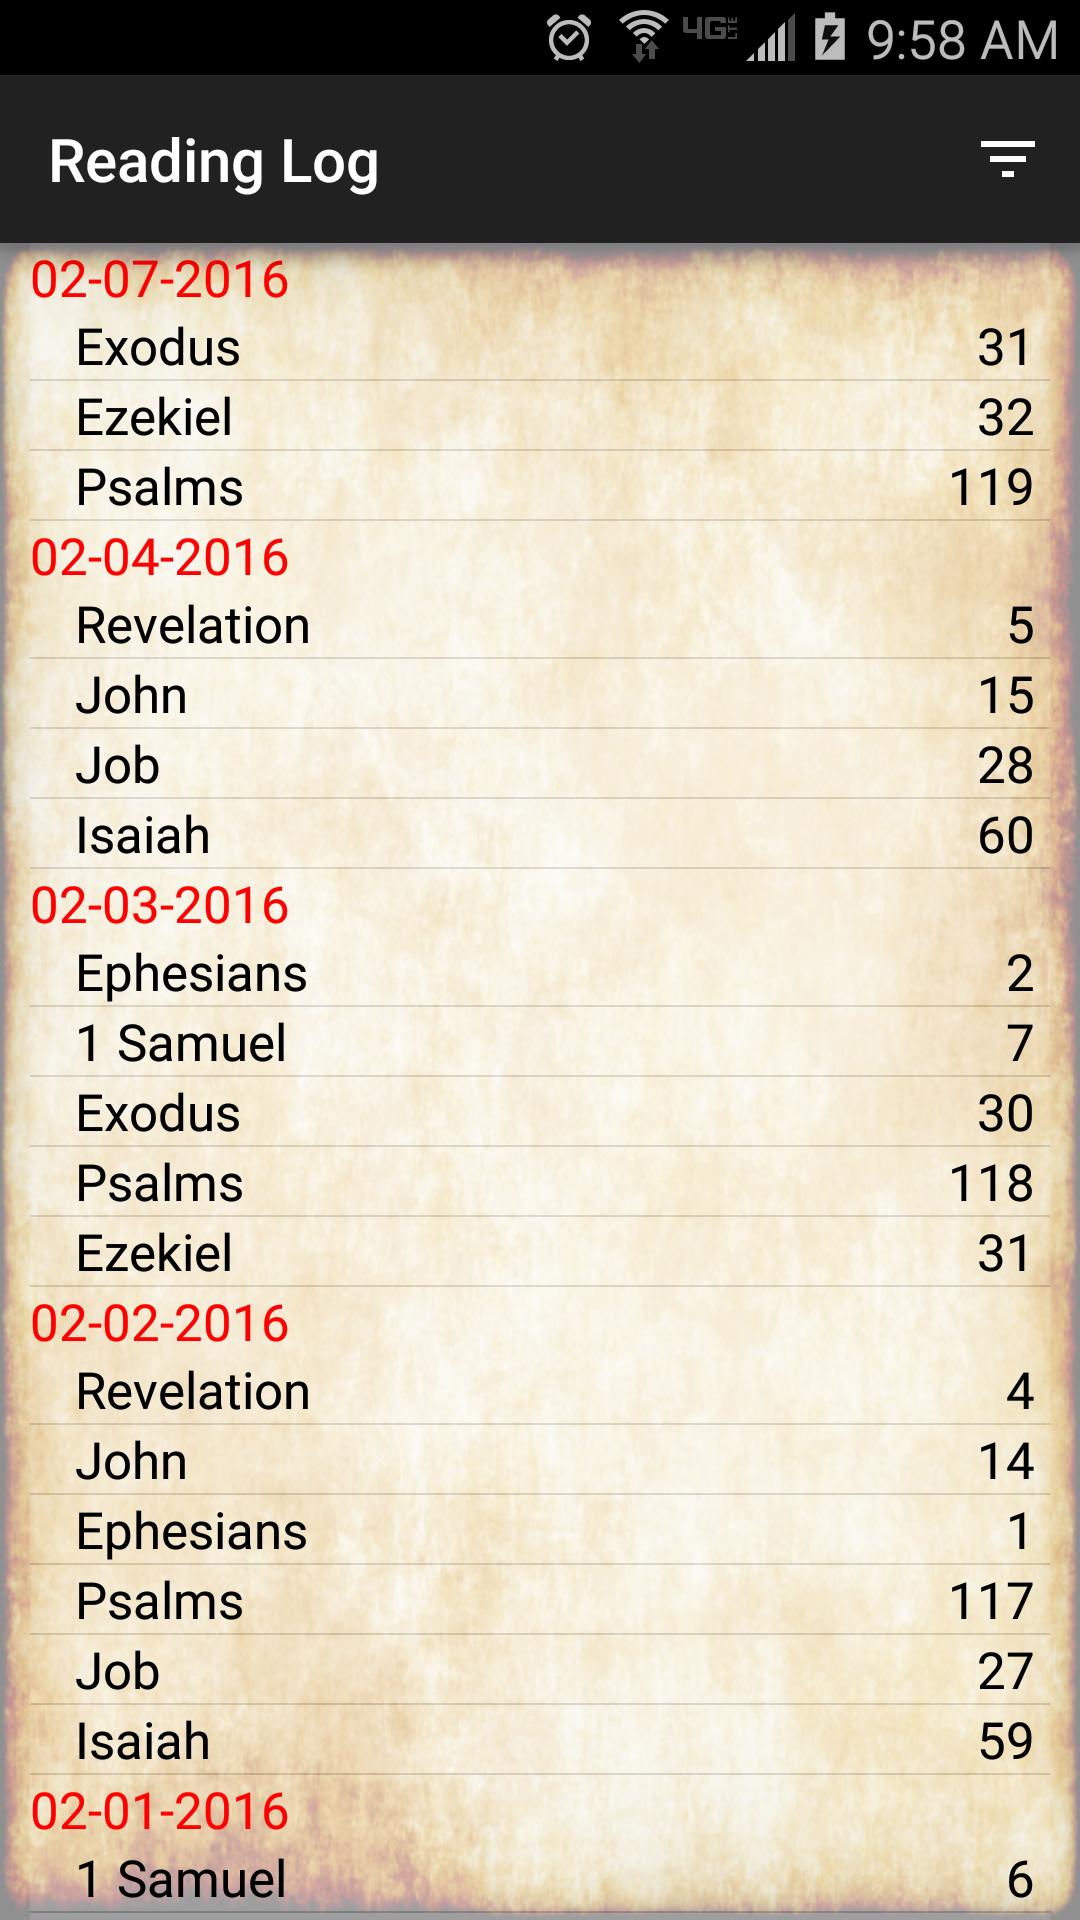 4G LTE 9:58 AM
Reading Log
02-07-2016
Exodus 31
Ezekiel 32
Psalms 119
02-04-2016
Revelation 5
John 15
Job 28
Isaiah 60
02-03-2016
Ephesians 2
1 Samuel 7
Exodus 30
Psalms 118
Ezekiel 31
02-02-2016
Revelation 4
John 14
Ephesians 1
Psalms 117
Job 27
Isaiah 59
02-01-2016
1 Samuel 6